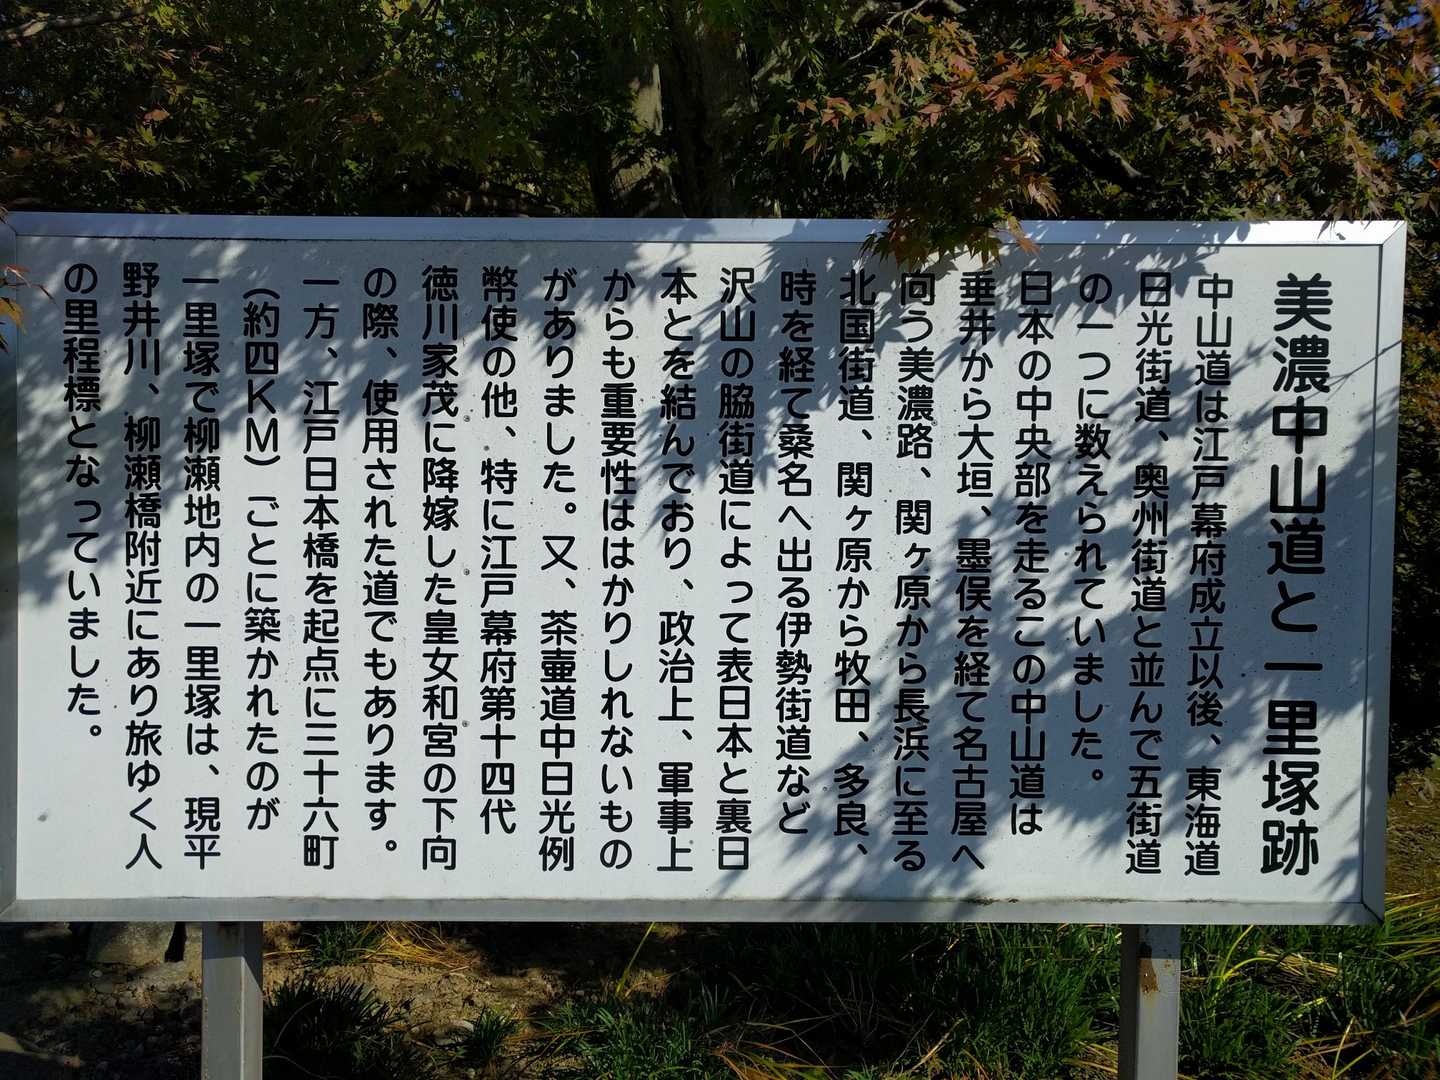 美濃中山道と一里塚跡
中山道は江戸幕府成立以後、東海道
日光街道、奥州街道と並んで五街道
の一つに数えられていました。
日本の中央部を走るこの中山道は
垂井から大垣、墨俣を経て名古屋へ
向う美濃路、関ヶ原から長浜に至る
北国街道、関ヶ原から牧田、多良、
時を経て桑名へ出る伊勢街道など
沢山の脇街道によって表日本と裏日
本とを結んでおり、政治上、軍事上
からも重要性ははかりしれないもの
がありました。又、茶壷道中日光例
幣使の他、特に江戸幕府第十四代
徳川家茂に降嫁した皇女和宮の下向
の際、使用された道でもあります。
一方、江戸日本橋を起点に三十六町
（約四ＫＭ）ごとに築かれたのが
一里塚で柳瀬地内の一里塚は、現平
野井川、柳瀬橋附近にあり旅ゆく人
の里程標となっていました。